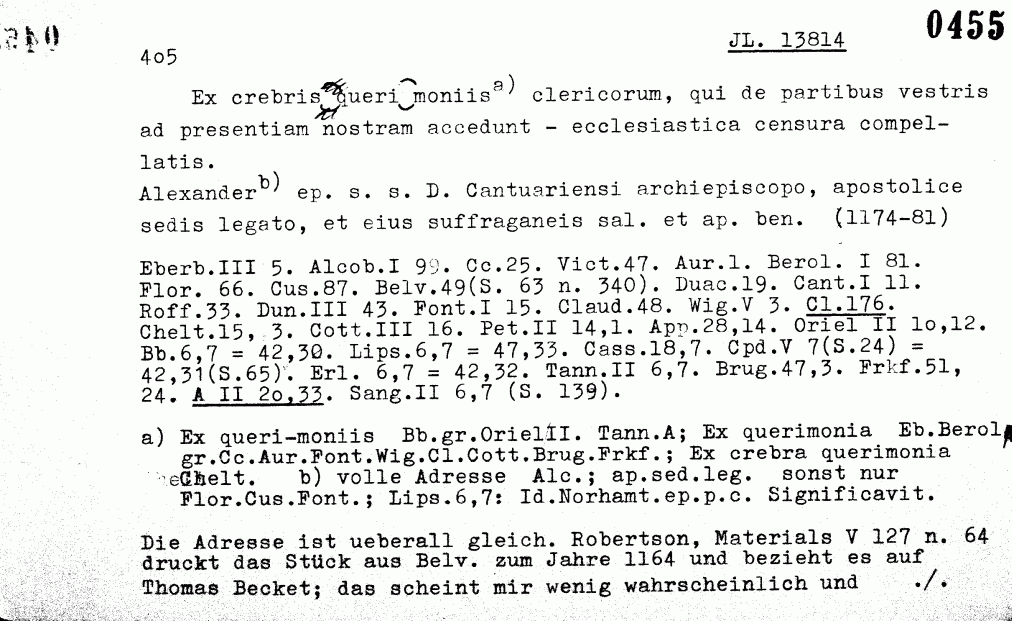 0455
JL. 13814
4o5
Ex crebris queri moniis a) clericorum, qui de partibus vestris
ad presentiam nostram accedunt - ecclesiastica censura compel-
latis.
Alexander b) ep. s. s. D. Cantuariensi archiepiscopo, apostolice
sedis legato, et eius suffraganeis sal. et ap. ben. (1174-81)
Eberb.III 5. Alcob.I 99. Cc.25. Vict.47. Aur.1. Berol. I 81.
Flor. 66. Cus.87. Belv.49(S. 63 n. 340). Duac.19. Cant.I 11.
Roff.33. Dun.III 43. Font.I 15. Claud.48. Wig.V 3. Cl.176.
Chelt.15, 3. Cott.III 16. Pet.II 14,1. App.28,14. Oriel II 1o,12.
Bb.6,7 = 42,30. Lips.6,7 = 47,33. Cass.18,7. Cpd.V 7(S.24) =
42,31(S.65). Erl. 6,7 = 42,32. Tann.II 6,7. Brug.47,3. Frkf.51,
24. A II 2o,33. Sang.II 6,7 (S. 139).
a) Ex queri-moniis Bb.gr.OrielII. Tann.A; Ex querimonia Eb.Berol
gr.Cc.Aur.Font.Wig.Cl.Cott.Brug.Frkf.; Ex crebra querimonia
Chelt. b) volle Adresse Alc.; ap.sed.leg. sonst nur
Flor.Cus.Font.; Lips.6,7: Id.Norhamt.ep.p.c. Significavit.
Die Adresse ist ueberall gleich. Robertson, Materials V 127 n. 64
druckt das Stück aus Belv. zum Jahre 1164 und bezieht es auf
Thomas Becket; das scheint mir wenig wahrscheinlich und ./.